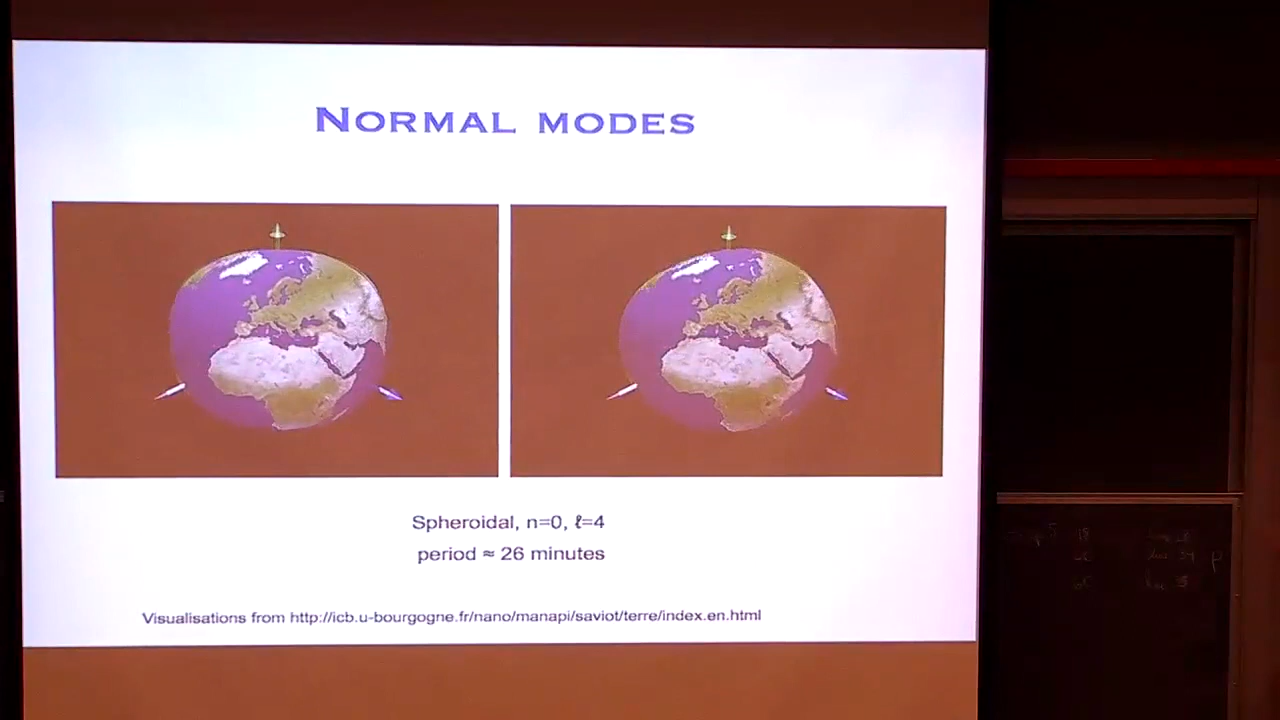 NORMAL MODES
Spheroidal, n=0, ℓ=4
period ≈ 26 minutes
Visualisations from http://icb.u-bourgogne.fr/nano/manapi/saviot/terre/index.en.html